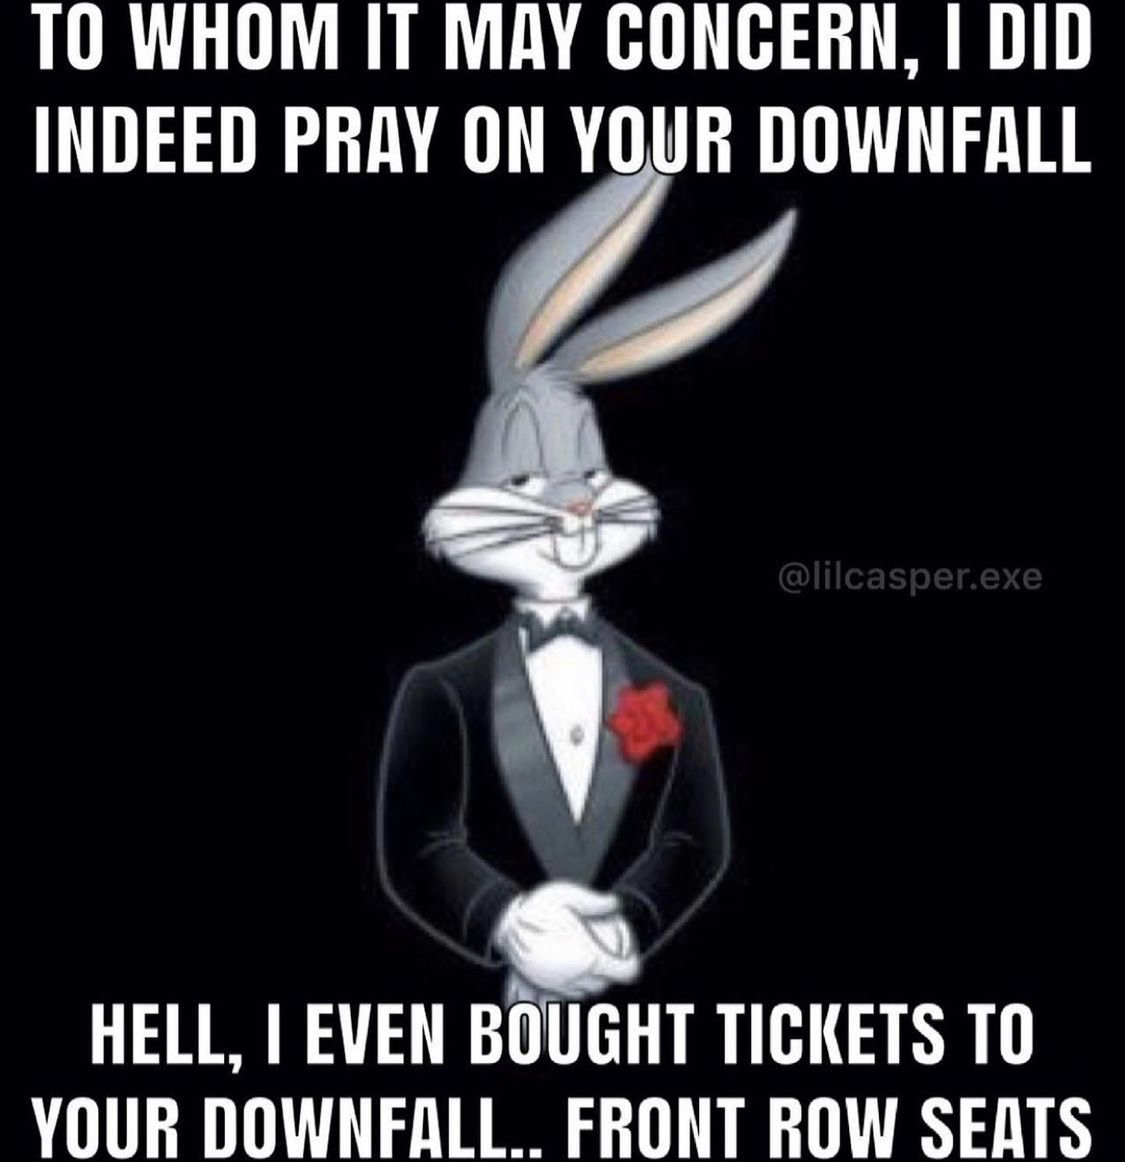 TO WHOM IT MAY CONCERN, I DID
INDEED PRAY ON YOUR DOWNFALL
@lilcasper.exe
HELL, I EVEN BOUGHT TICKETS TO
YOUR DOWNFALL.. FRONT ROW SEATS